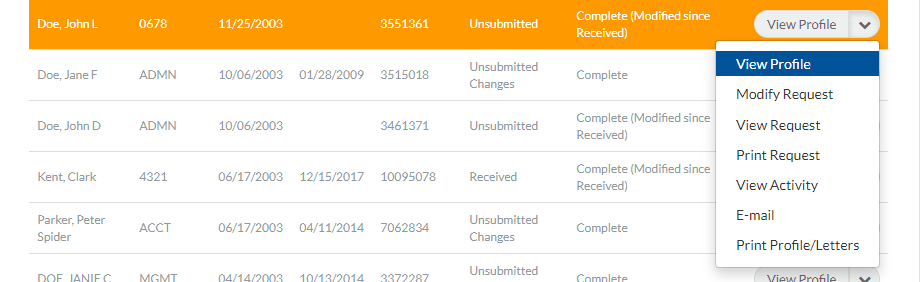 Doe, John L 0678 11/25/2003 3551361 Unsubmitted Complete (Modified since Received) View Profile
Doe, Jane F ADMN 10/06/2003 01/28/2009 3515018 Unsubmitted Changes Complete
Doe, John D ADMN 10/06/2003 3461371 Unsubmitted Complete (Modified since Received)
Kent, Clark 4321 06/17/2003 12/15/2017 10095078 Received Complete (Modified since Received)
Parker, Peter Spider ACCT 06/17/2003 04/11/2014 7062834 Unsubmitted Changes Complete
DOE, JANIE C MGMT 04/14/2003 10/13/2014 3372287 Unsubmitted Complete View Profile
View Profile
Modify Request
View Request
Print Request
View Activity
E-mail
Print Profile/Letters